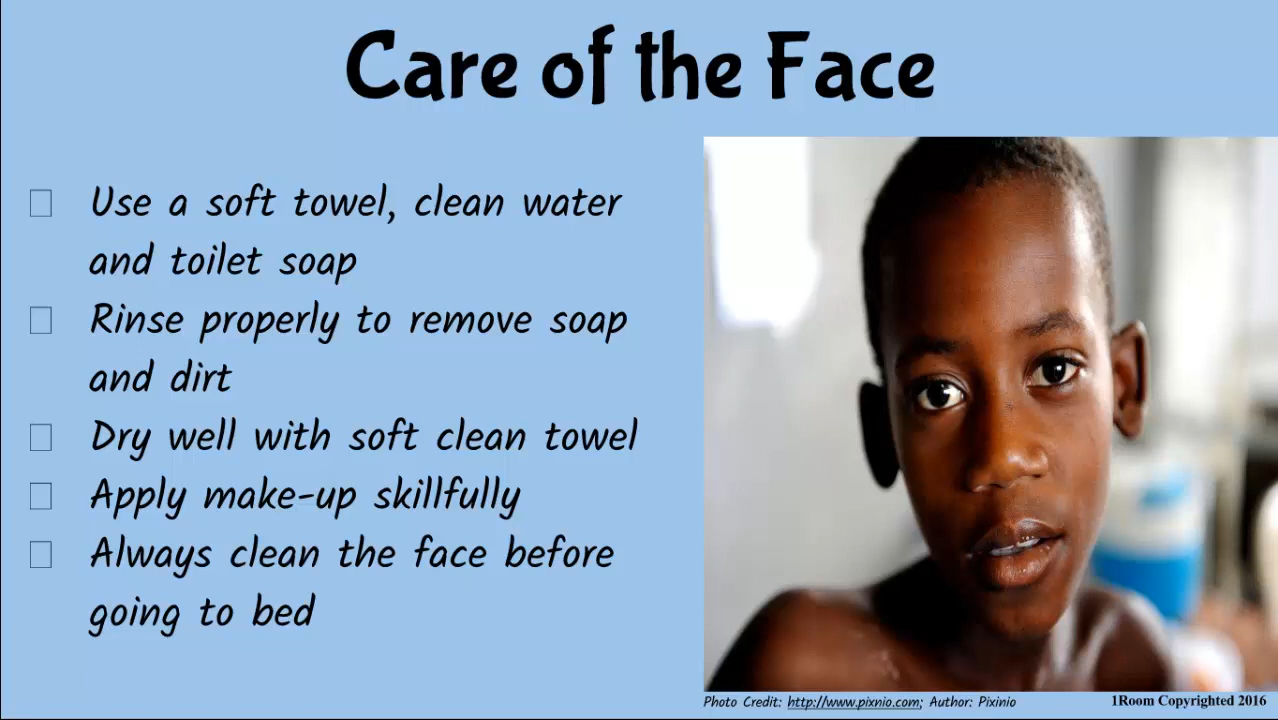 Care of the Face
Use a soft towel, clean water
and toilet soap
Rinse properly to remove soap
and dirt
Dry well with soft clean towel
Apply make-up skillfully
Always clean the face before
going to bed
Photo Credit: http://www.pixnio.com; Author: Pixinio
1Room Copyrighted 2016